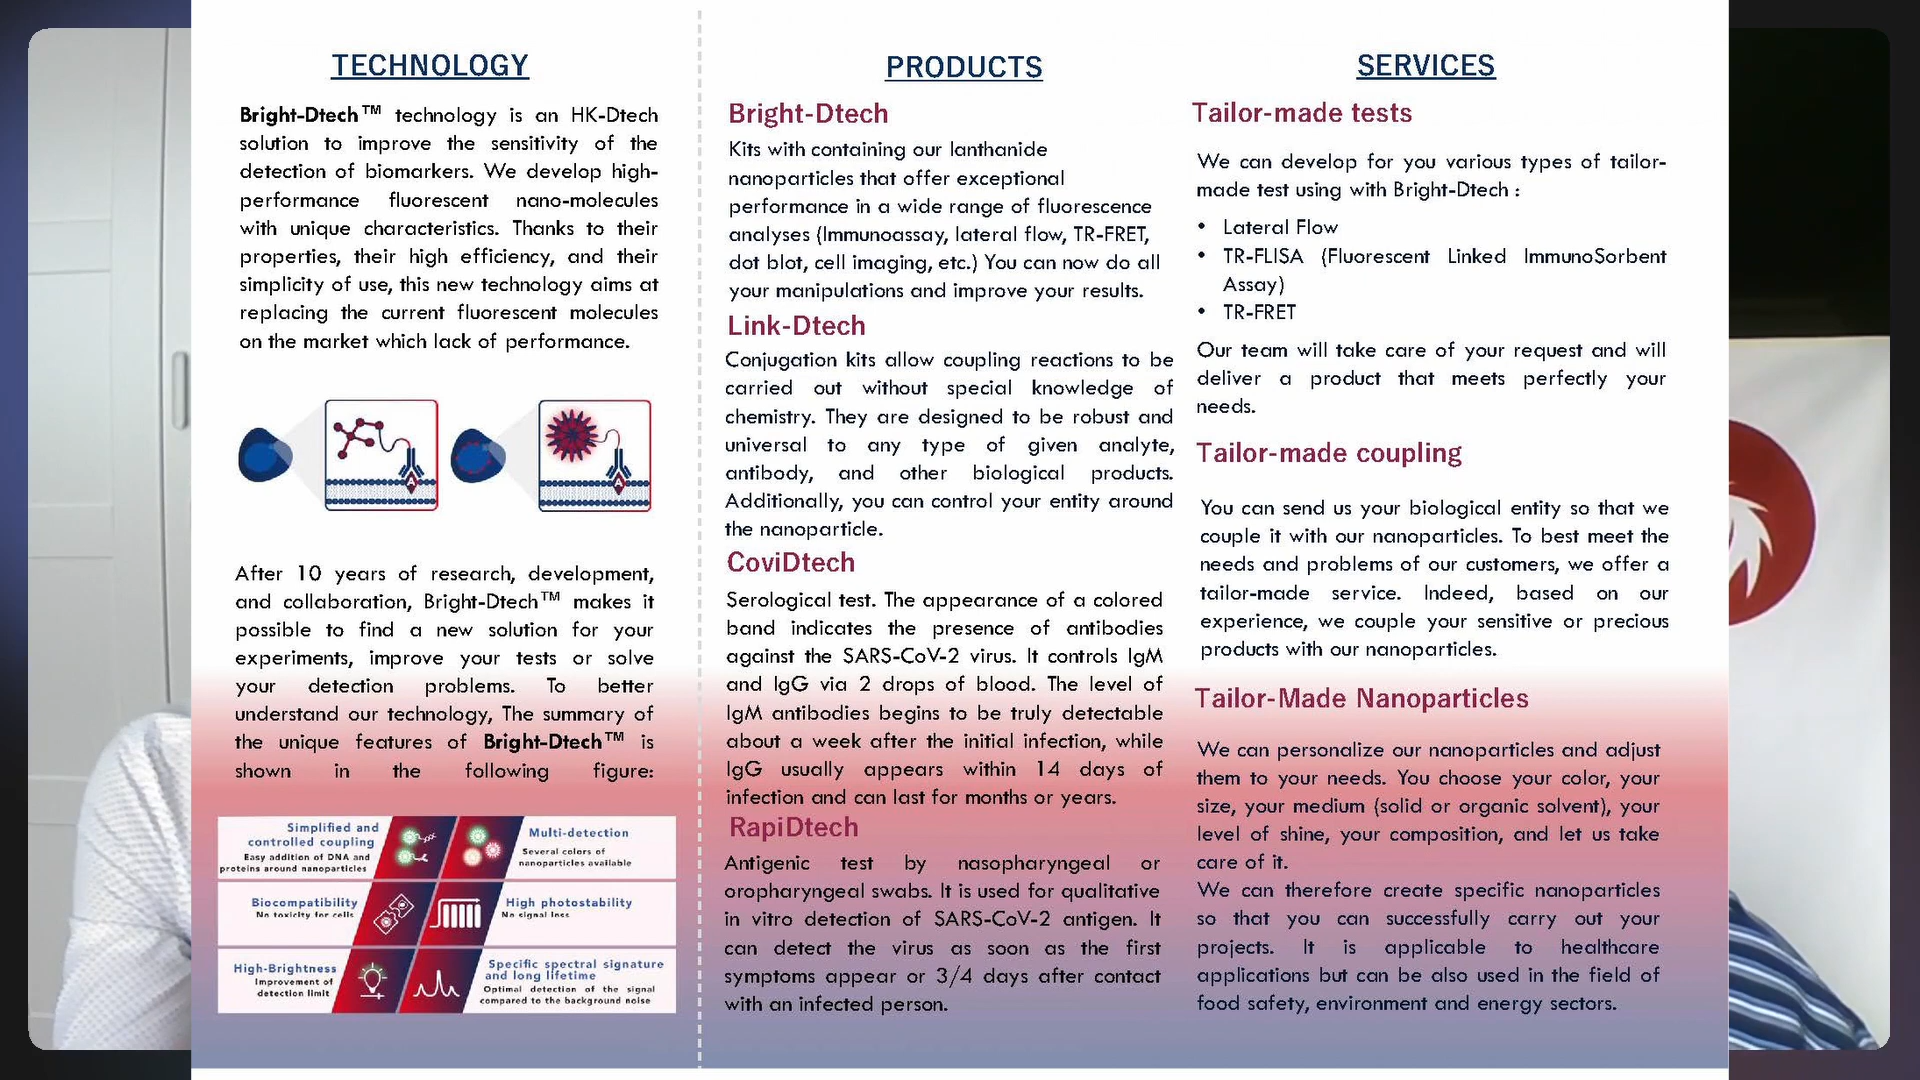 TECHNOLOGY
Bright-Dtech™ technology is an HK-Dtech
solution to improve the sensitivity of the
detection of biomarkers. We develop high-
performance fluorescent nano-molecules
with unique characteristics. Thanks to their
properties, their high efficiency, and their
simplicity of use, this new technology aims at
replacing the current fluorescent molecules
on the market which lack of performance.
A
A
After 10 years of research, development,
and collaboration, Bright-Dtech™ makes it
possible to find a new solution for your
experiments, improve your tests or solve
your detection problems. To better
understand our technology, The summary of
the unique features of Bright-Dtech™ is
shown in the following figure:
Simplified and
controlled coupling
Easy addition of DNA and
proteins around nanoparticles
Multi-detection
Several colors of
nanoparticles available
Biocompatibility
No toxicity for cells
High photostability
No signal loss
High-Brightness
Improvement of
detection limit
Specific spectral signature
and long lifetime
Optimal detection of the signal
compared to the background noise
PRODUCTS
Bright-Dtech
Kits with containing our lanthanide
nanoparticles that offer exceptional
performance in a wide range of fluorescence
analyses (Immunoassay, lateral flow, TR-FRET,
dot blot, cell imaging, etc.) You can now do all
your manipulations and improve your results.
Link-Dtech
Conjugation kits allow coupling reactions to be
carried out without special knowledge of
chemistry. They are designed to be robust and
universal to any type of given analyte,
antibody, and other biological products.
Additionally, you can control your entity around
the nanoparticle.
CoviDtech
Serological test. The appearance of a colored
band indicates the presence of antibodies
against the SARS-CoV-2 virus. It controls IgM
and IgG via 2 drops of blood. The level of
IgM antibodies begins to be truly detectable
about a week after the initial infection, while
IgG usually appears within 14 days of
infection and can last for months or years.
RapiDtech
Antigenic test by nasopharyngeal or
oropharyngeal swabs. It is used for qualitative
in vitro detection of SARS-CoV-2 antigen. It
can detect the virus as soon as the first
symptoms appear or 3/4 days after contact
with an infected person.
SERVICES
Tailor-made tests
We can develop for you various types of tailor-
made test using with Bright-Dtech :
• Lateral Flow
• TR-FLISA (Fluorescent Linked ImmunoSorbent
Assay)
• TR-FRET
Our team will take care of your request and will
deliver a product that meets perfectly your
needs.
Tailor-made coupling
You can send us your biological entity so that we
couple it with our nanoparticles. To best meet the
needs and problems of our customers, we offer a
tailor-made service. Indeed, based on our
experience, we couple your sensitive or precious
products with our nanoparticles.
Tailor-Made Nanoparticles
We can personalize our nanoparticles and adjust
them to your needs. You choose your color, your
size, your medium (solid or organic solvent), your
level of shine, your composition, and let us take
care of it.
We can therefore create specific nanoparticles
so that you can successfully carry out your
projects. It is applicable to healthcare
applications but can be also used in the field of
food safety, environment and energy sectors.